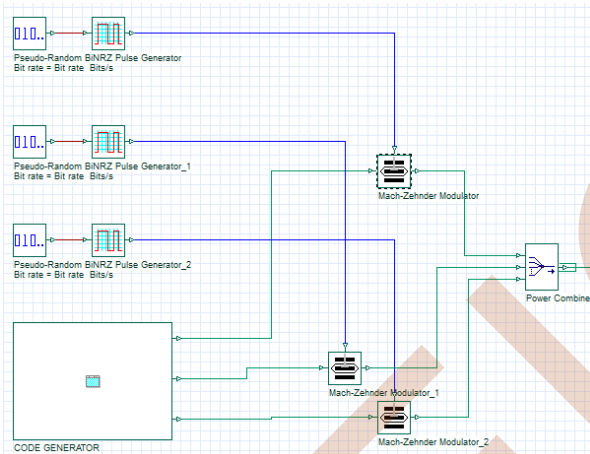 010..
Pseudo-Random BiNRZ Pulse Generator
Bit rate = Bit rate Bits/s
010..
Pseudo-Random BiNRZ Pulse Generator_1
Bit rate = Bit rate Bits/s
Mach-Zehnder Modulator
010..
Pseudo-Random BiNRZ Pulse Generator_2
Bit rate = Bit rate Bits/s
Power Combine
Mach-Zehnder Modulator_1
Mach-Zehnder Modulator_2
CODE GENERATOR